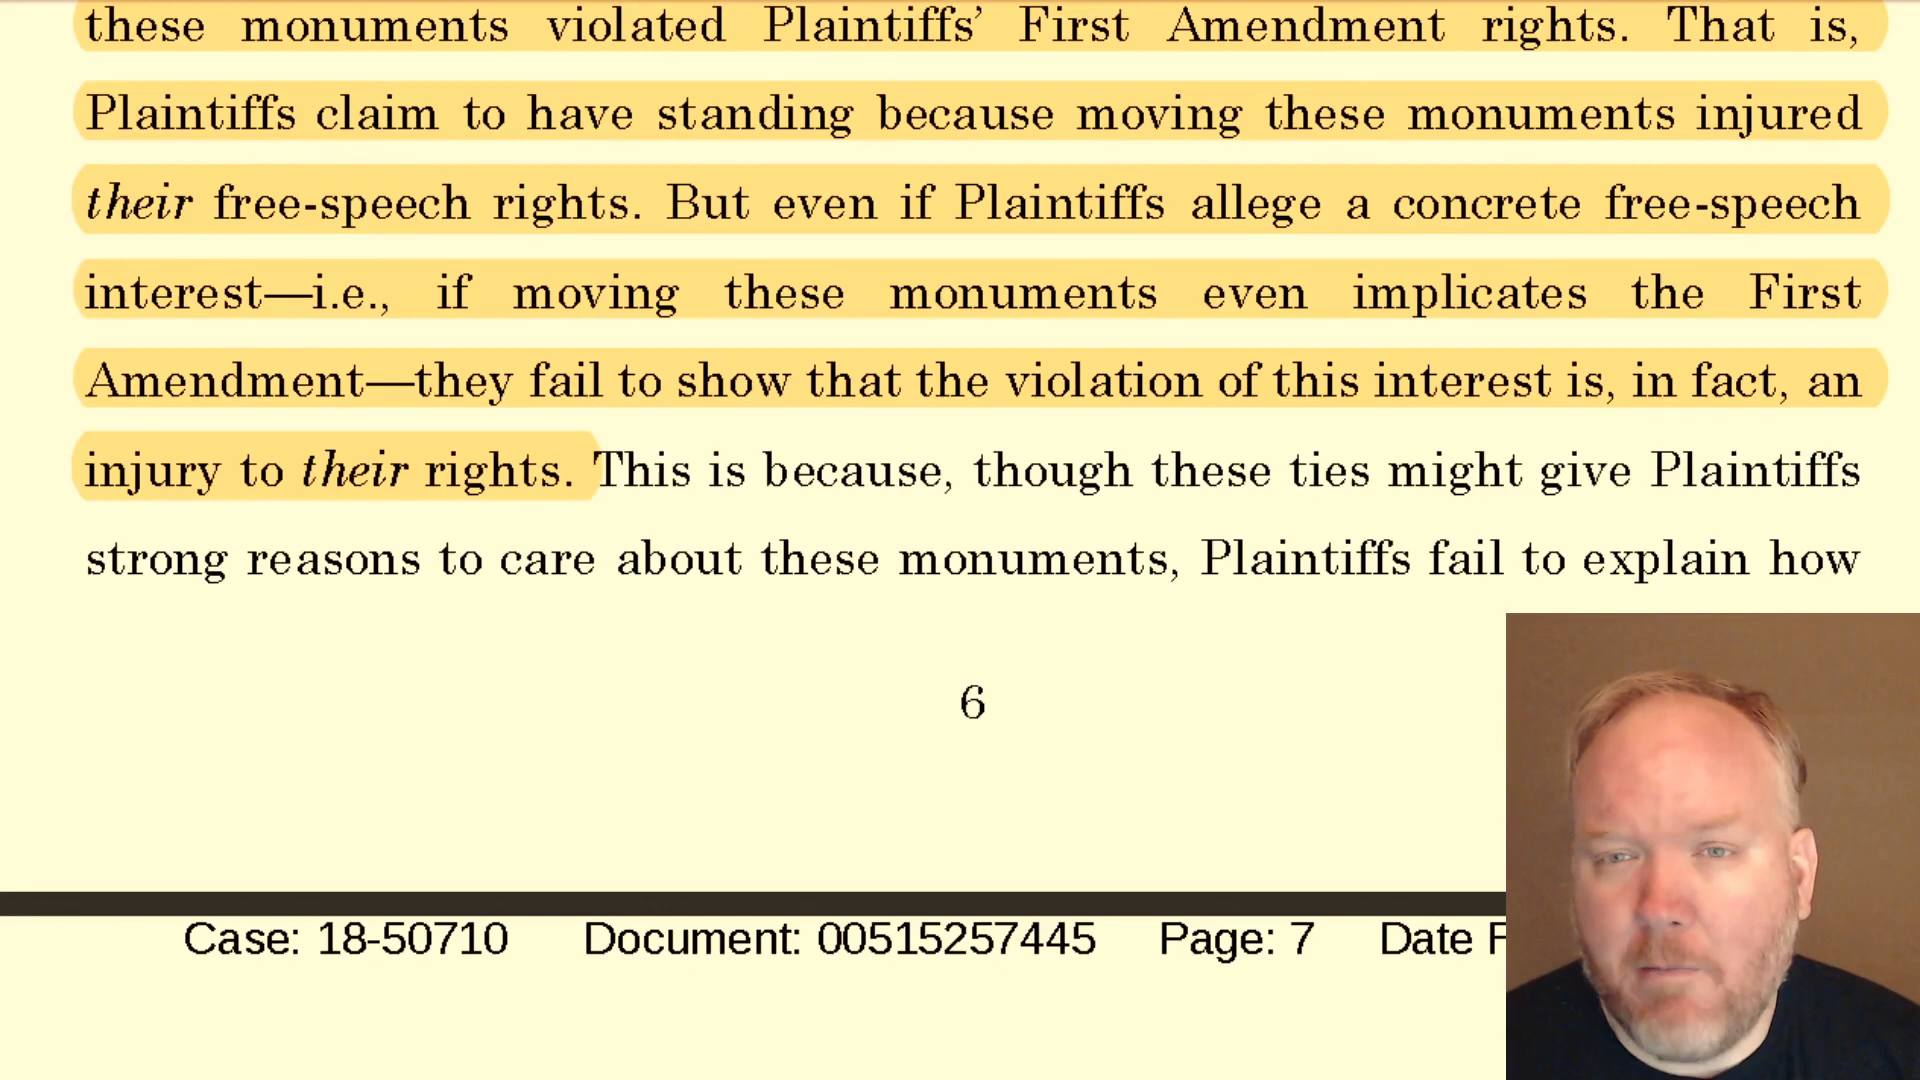 these monuments violated Plaintiffs’ First Amendment rights. That is,
Plaintiffs claim to have standing because moving these monuments injured
their free-speech rights. But even if Plaintiffs allege a concrete free-speech
interest—i.e., if moving these monuments even implicates the First
Amendment—they fail to show that the violation of this interest is, in fact, an
injury to their rights. This is because, though these ties might give Plaintiffs
strong reasons to care about these monuments, Plaintiffs fail to explain how
6
Case: 18-50710 Document: 00515257445 Page: 7 Date